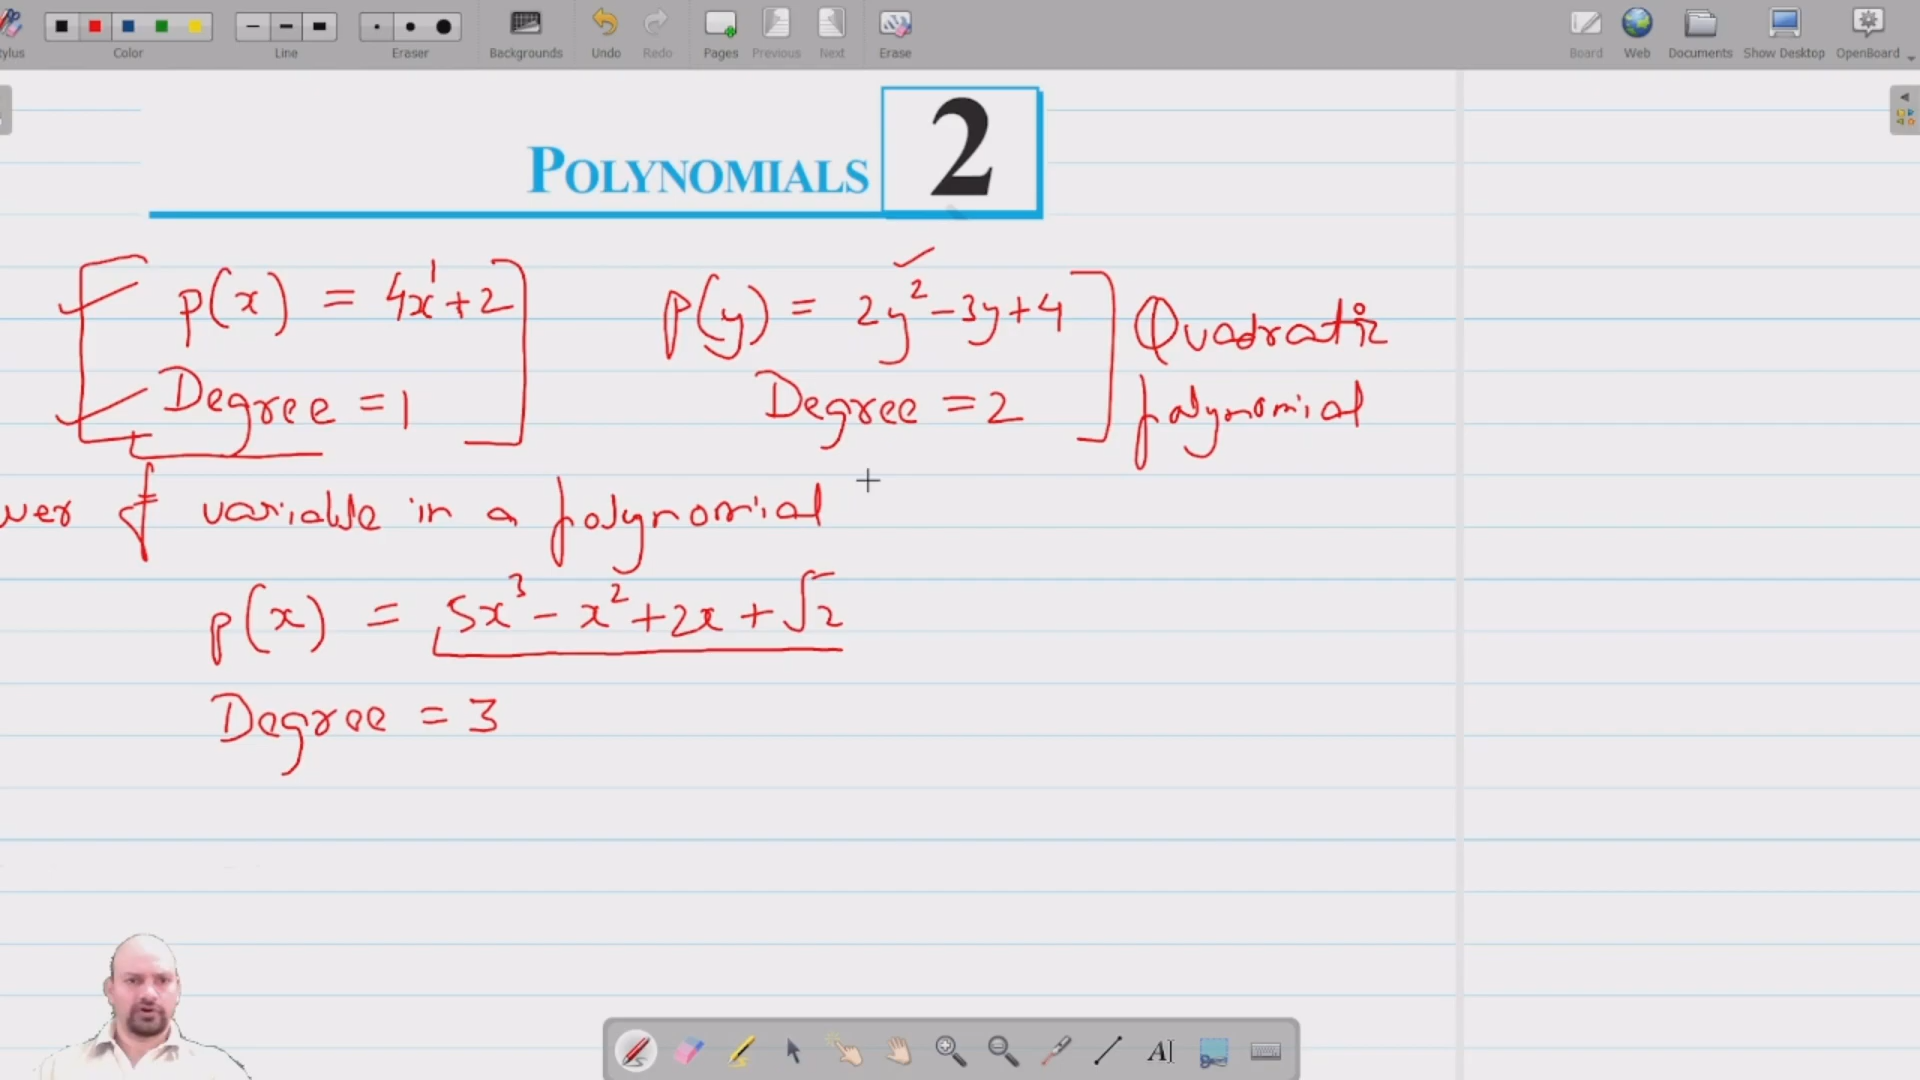 Stylus Color Line Eraser Backgrounds Undo Redo Pages Previous Next Erase Board Web Documents Show Desktop OpenBoard
POLYNOMIALS 2
p(x) = 4x¹+2
p(y) = 2y²-3y+4
Quadratic
Degree = 1
Degree = 2
polynomial
of variable in a polynomial
p(x) = 5x³ - x² + 2x + √2
Degree = 3